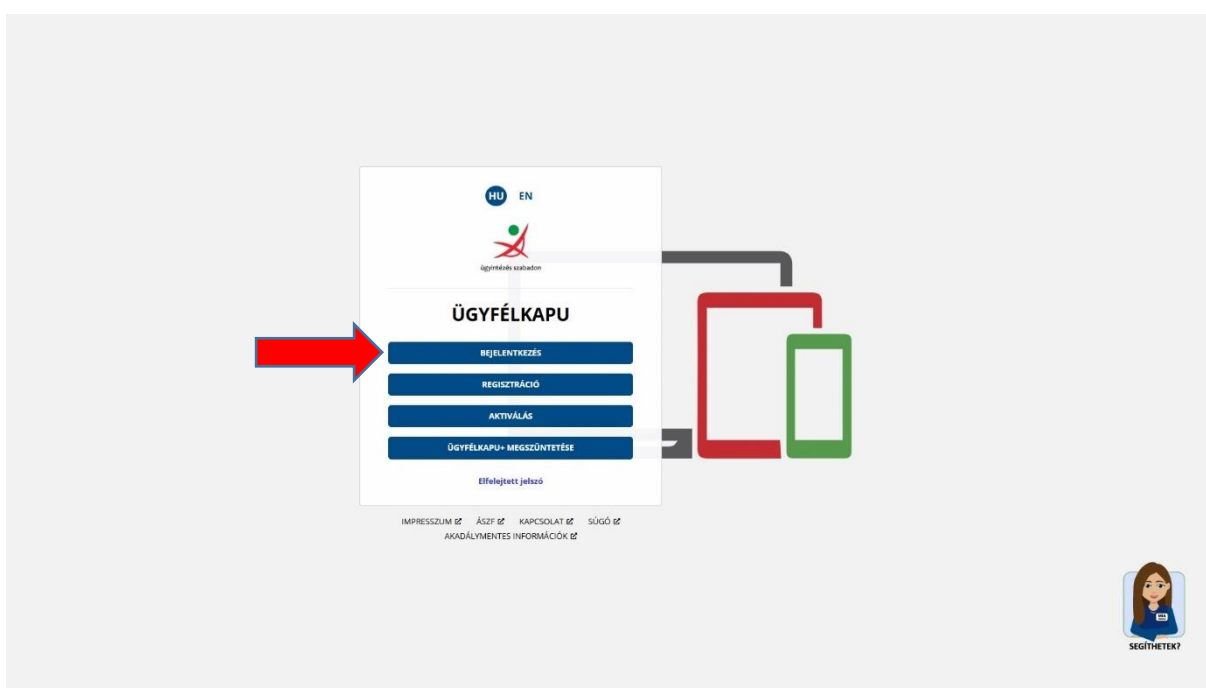 HU EN
ügyintézés szabadon
ÜGYFÉLKAPU
BEJELENTKEZÉS
REGISZTRÁCIÓ
AKTIVÁLÁS
ÜGYFÉLKAPU+ MEGSZÜNTETÉSE
Elfelejtett jelszó
IMPRESSZUM ÁSZF KAPCSOLAT SÚGÓ
AKADÁLYMENTES INFORMÁCIÓK
SEGÍTHETEK?